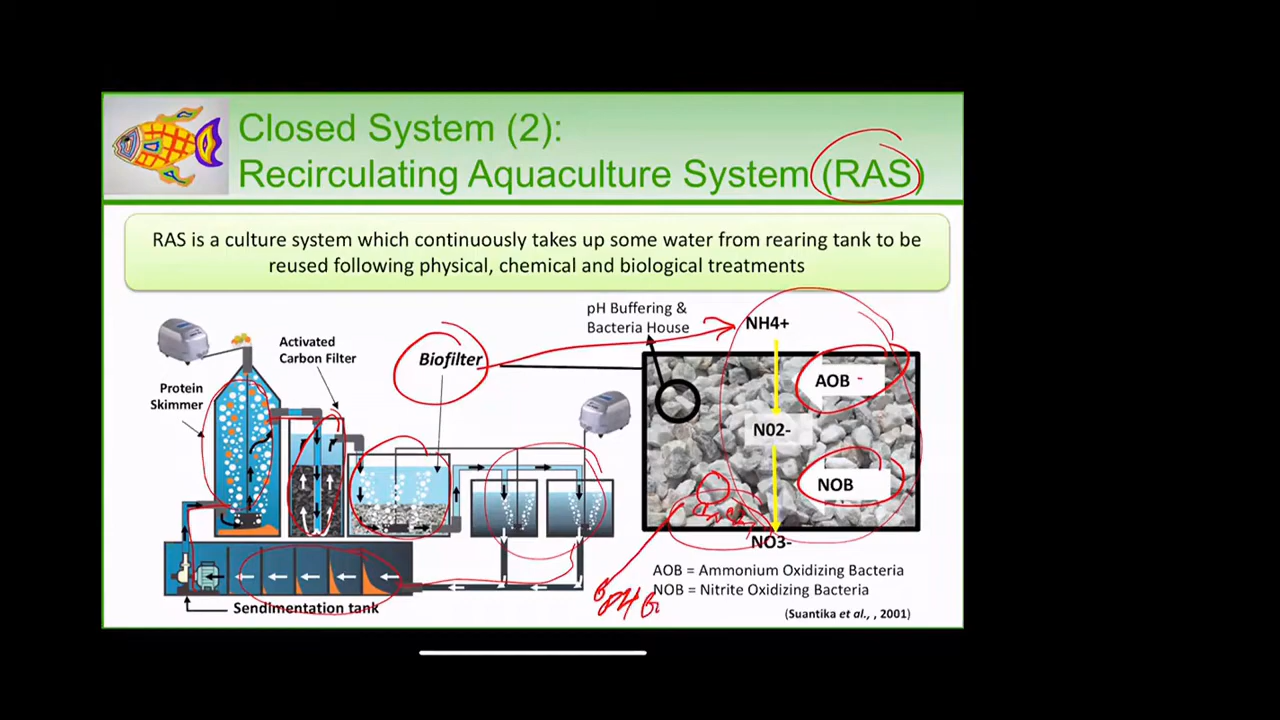 Closed System (2):
Recirculating Aquaculture System (RAS)
RAS is a culture system which continuously takes up some water from rearing tank to be
reused following physical, chemical and biological treatments
pH Buffering &
Bacteria House
NH4+
Activated
Carbon Filter
Biofilter
Protein
Skimmer
AOB
N02-
NOB
NO3-
AOB = Ammonium Oxidizing Bacteria
NOB = Nitrite Oxidizing Bacteria
Sendimentation tank
(Suantika et al., , 2001)